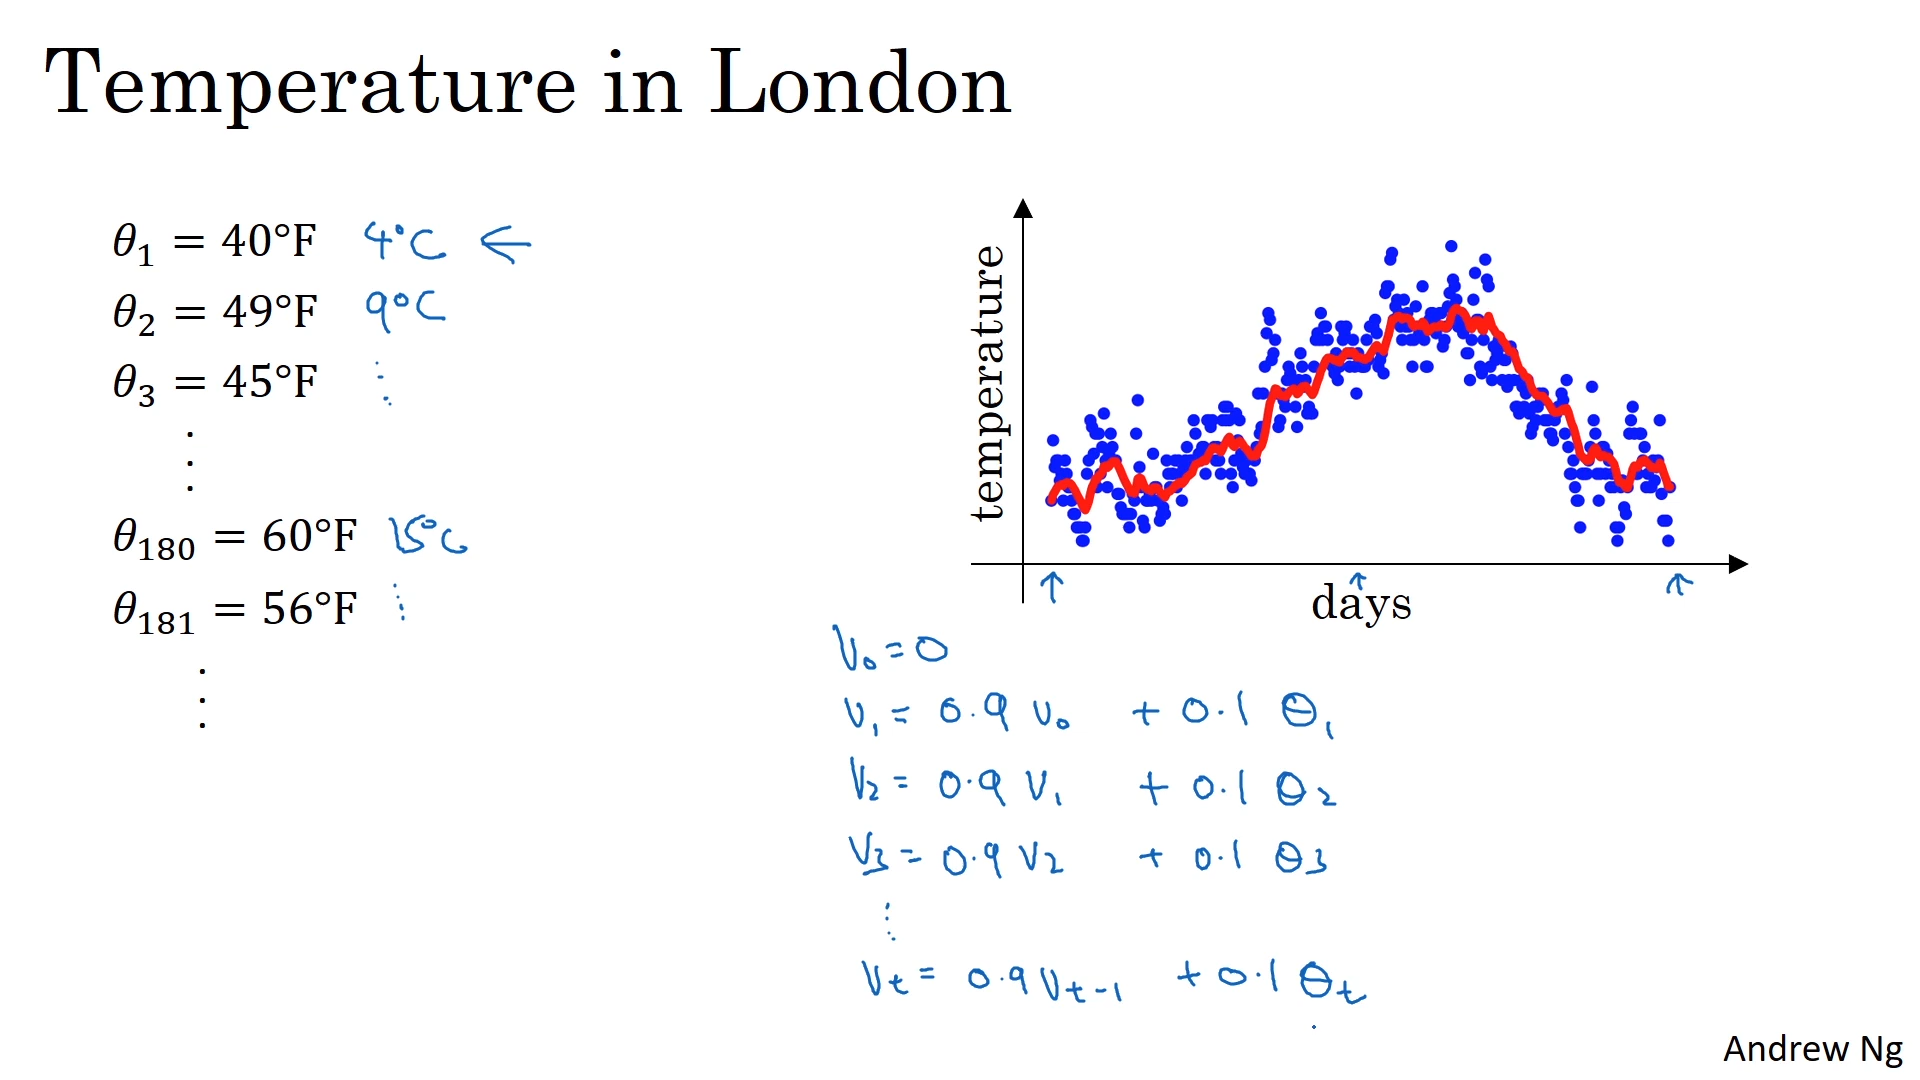 Temperature in London
θ₁ = 40°F 4°C ←
θ₂ = 49°F 9°C
θ₃ = 45°F
⋮
θ₁₈₀ = 60°F 15°C
θ₁₈₁ = 56°F
⋮
temperature
days
V₀ = 0
V₁ = 0.9 V₀ + 0.1 θ₁
V₂ = 0.9 V₁ + 0.1 θ₂
V₃ = 0.9 V₂ + 0.1 θ₃
⋮
Vₜ = 0.9 Vₜ₋₁ + 0.1 θₜ
Andrew Ng